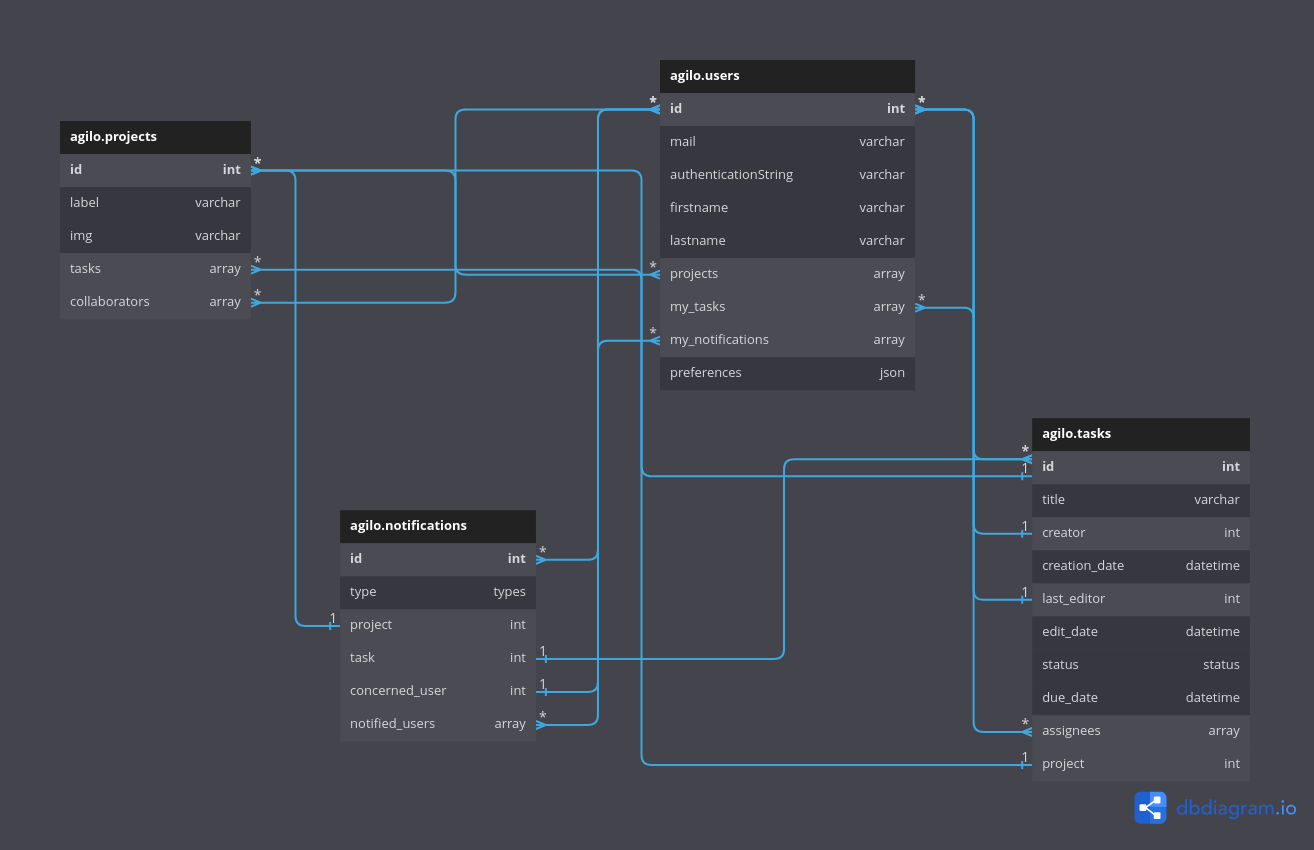 agilo.users
* id int *
mail varchar
authenticationString varchar
firstname varchar
lastname varchar
* projects array
my_tasks array *
* my_notifications array
preferences json
agilo.projects
id int *
label varchar
img varchar
tasks array *
collaborators array *
agilo.tasks
* 1 id int
title varchar
1 creator int
creation_date datetime
1 last_editor int
edit_date datetime
status status
due_date datetime
* assignees array
1 project int
agilo.notifications
id int *
type types
1 project int
task int 1
concerned_user int 1
notified_users array *
dbdiagram.io